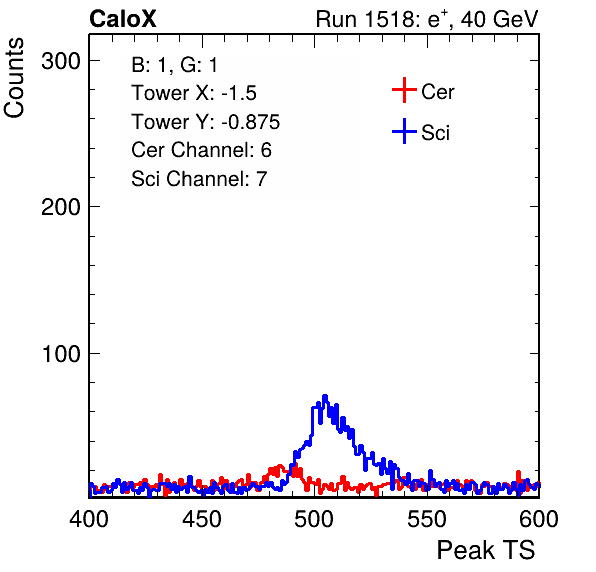 CaloX Run 1518: e⁺, 40 GeV
Counts
B: 1, G: 1
Tower X: -1.5
Tower Y: -0.875
Cer Channel: 6
Sci Channel: 7
Cer
Sci
300
200
100
400 450 500 550 600
Peak TS